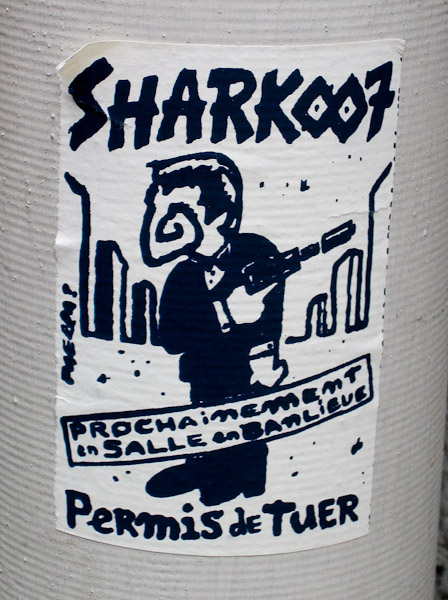 SHARKOO7
PROCHAiNEMENT
en SALLE en BANLIEUE
PERMiS de TUER